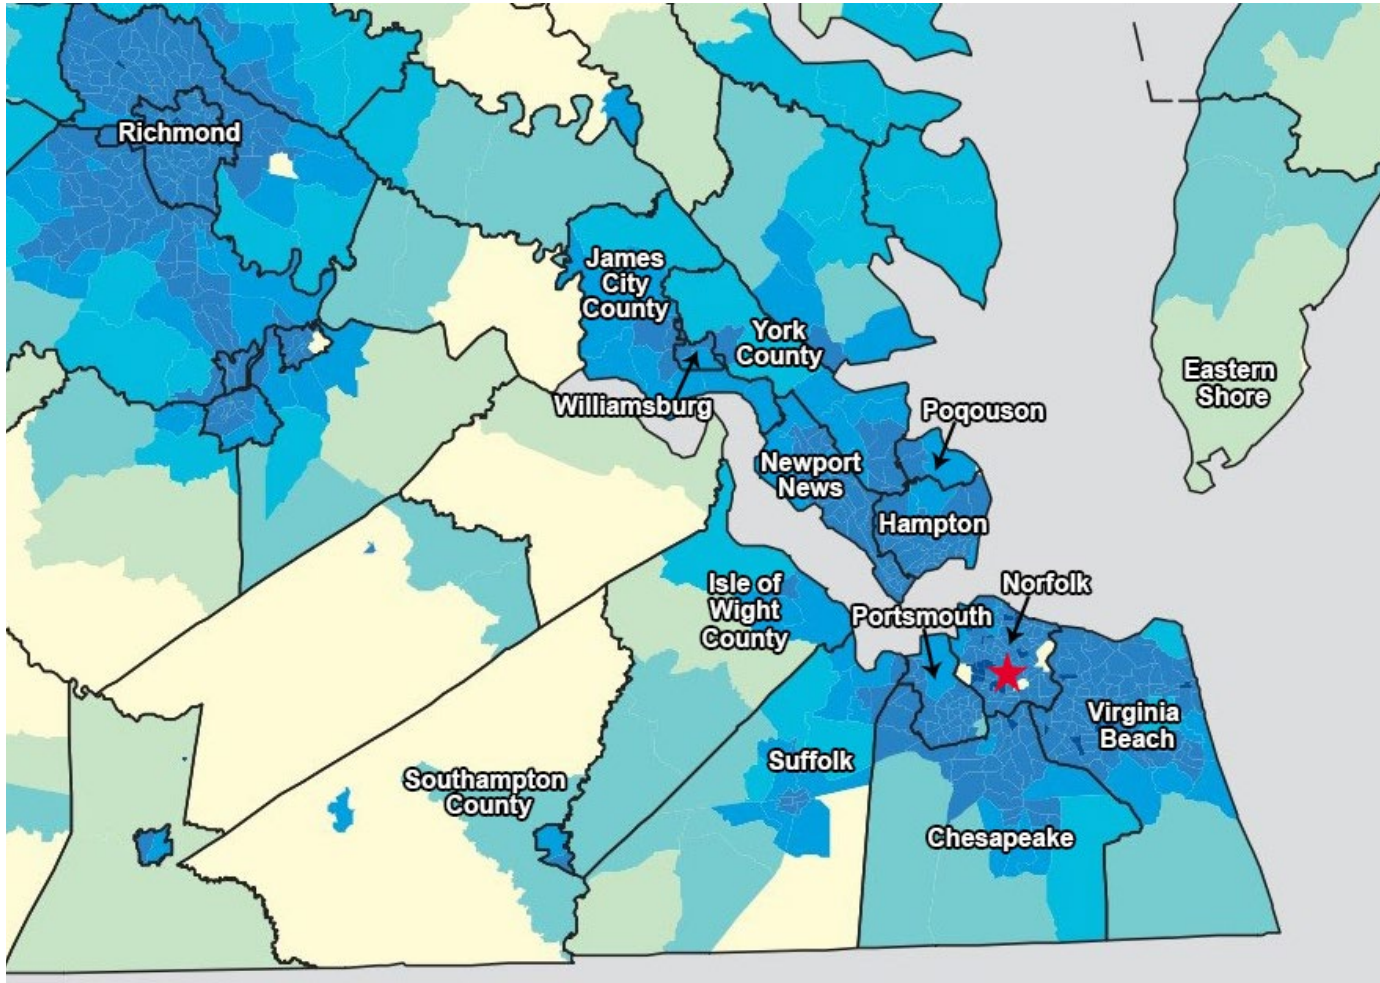 Richmond
James
City
County
York
County
Williamsburg
Eastern
Shore
Poqouson
Newport
News
Hampton
Isle of
Wight
County
Norfolk
Portsmouth
Virginia
Beach
Suffolk
Southampton
County
Chesapeake